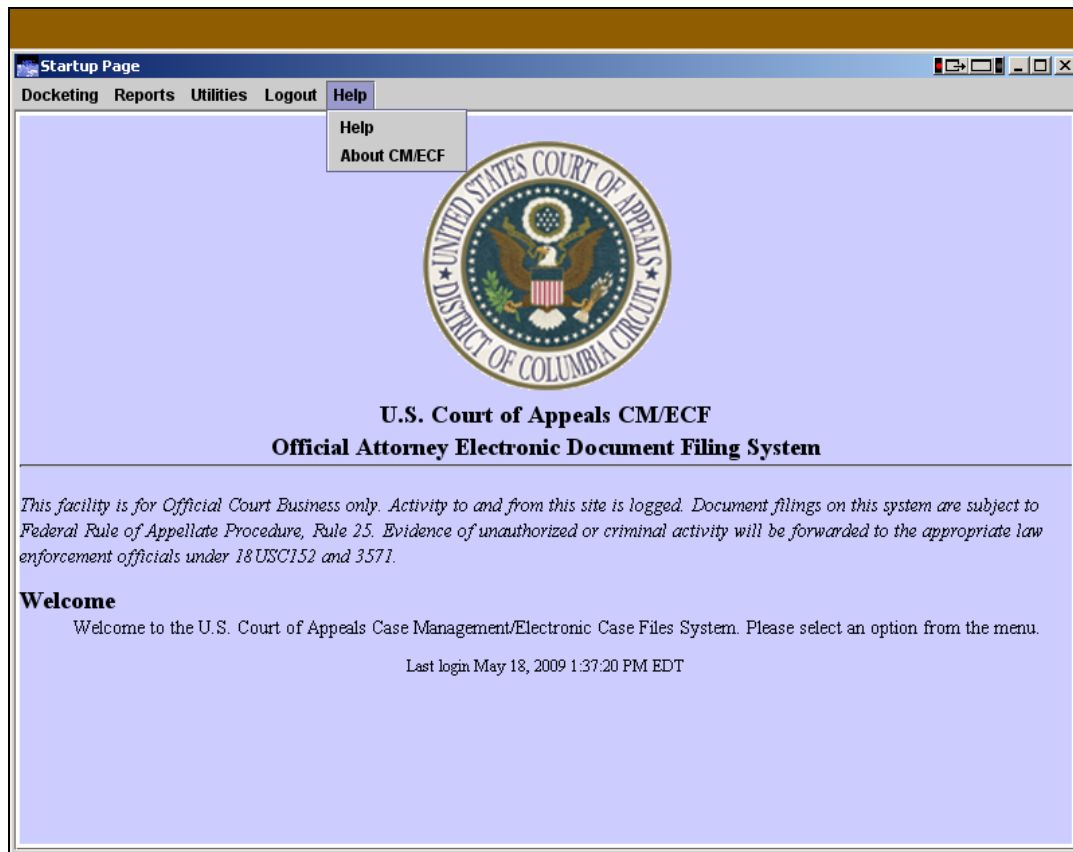 Startup Page
Docketing Reports Utilities Logout Help
Help
About CM/ECF
UNITED STATES COURT OF APPEALS
DISTRICT OF COLUMBIA CIRCUIT
U.S. Court of Appeals CM/ECF
Official Attorney Electronic Document Filing System
This facility is for Official Court Business only. Activity to and from this site is logged. Document filings on this system are subject to
Federal Rule of Appellate Procedure, Rule 25. Evidence of unauthorized or criminal activity will be forwarded to the appropriate law
enforcement officials under 18 USC152 and 3571.
Welcome
Welcome to the U.S. Court of Appeals Case Management/Electronic Case Files System. Please select an option from the menu.
Last login May 18, 2009 1:37:20 PM EDT